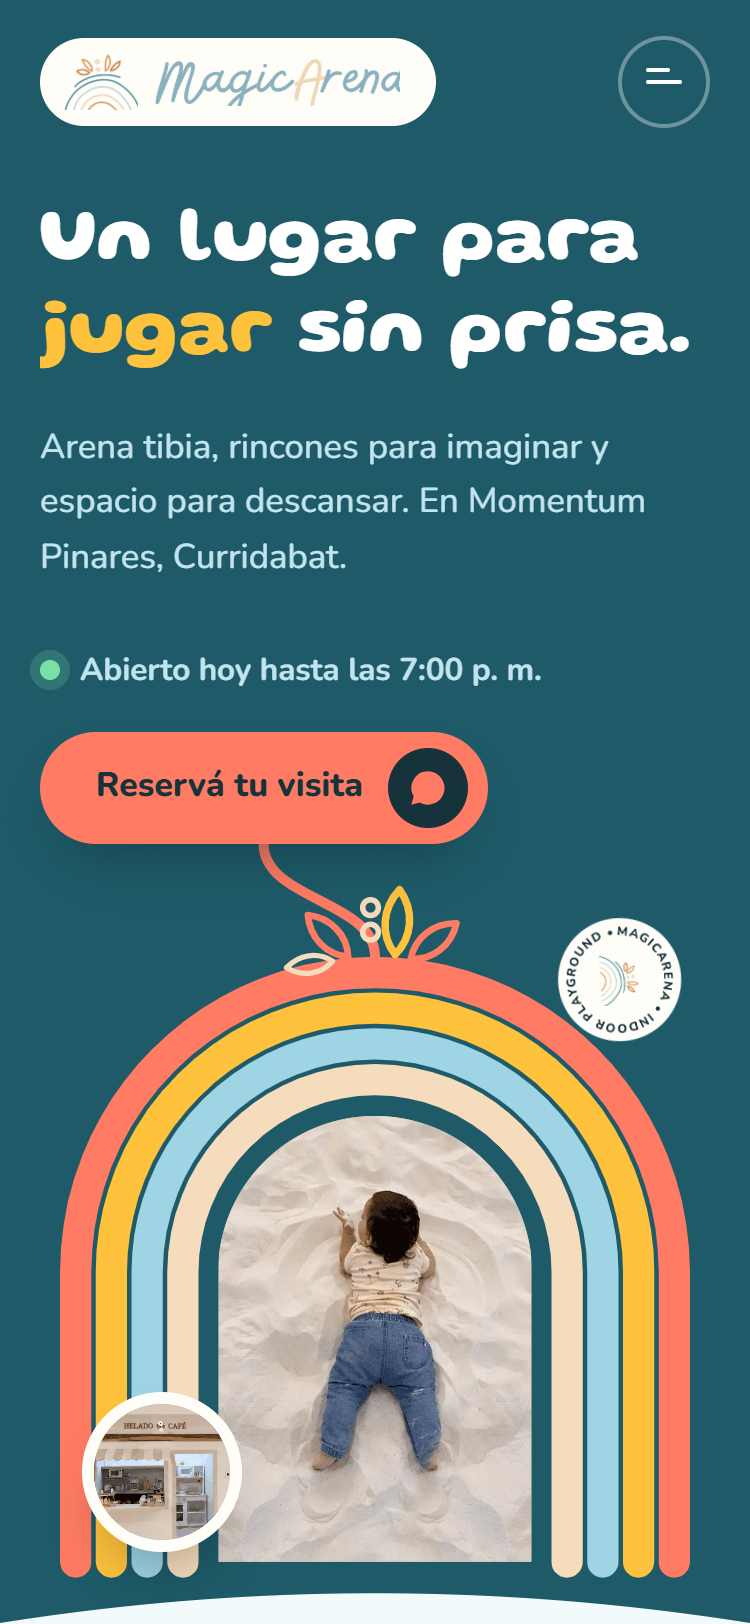 MagicArena
Un lugar para
jugar sin prisa.
Arena tibia, rincones para imaginar y
espacio para descansar. En Momentum
Pinares, Curridabat.
Abierto hoy hasta las 7:00 p. m.
Reservá tu visita
• MAGICARENA • INDOOR PLAYGROUND
HELADO CAFÉ